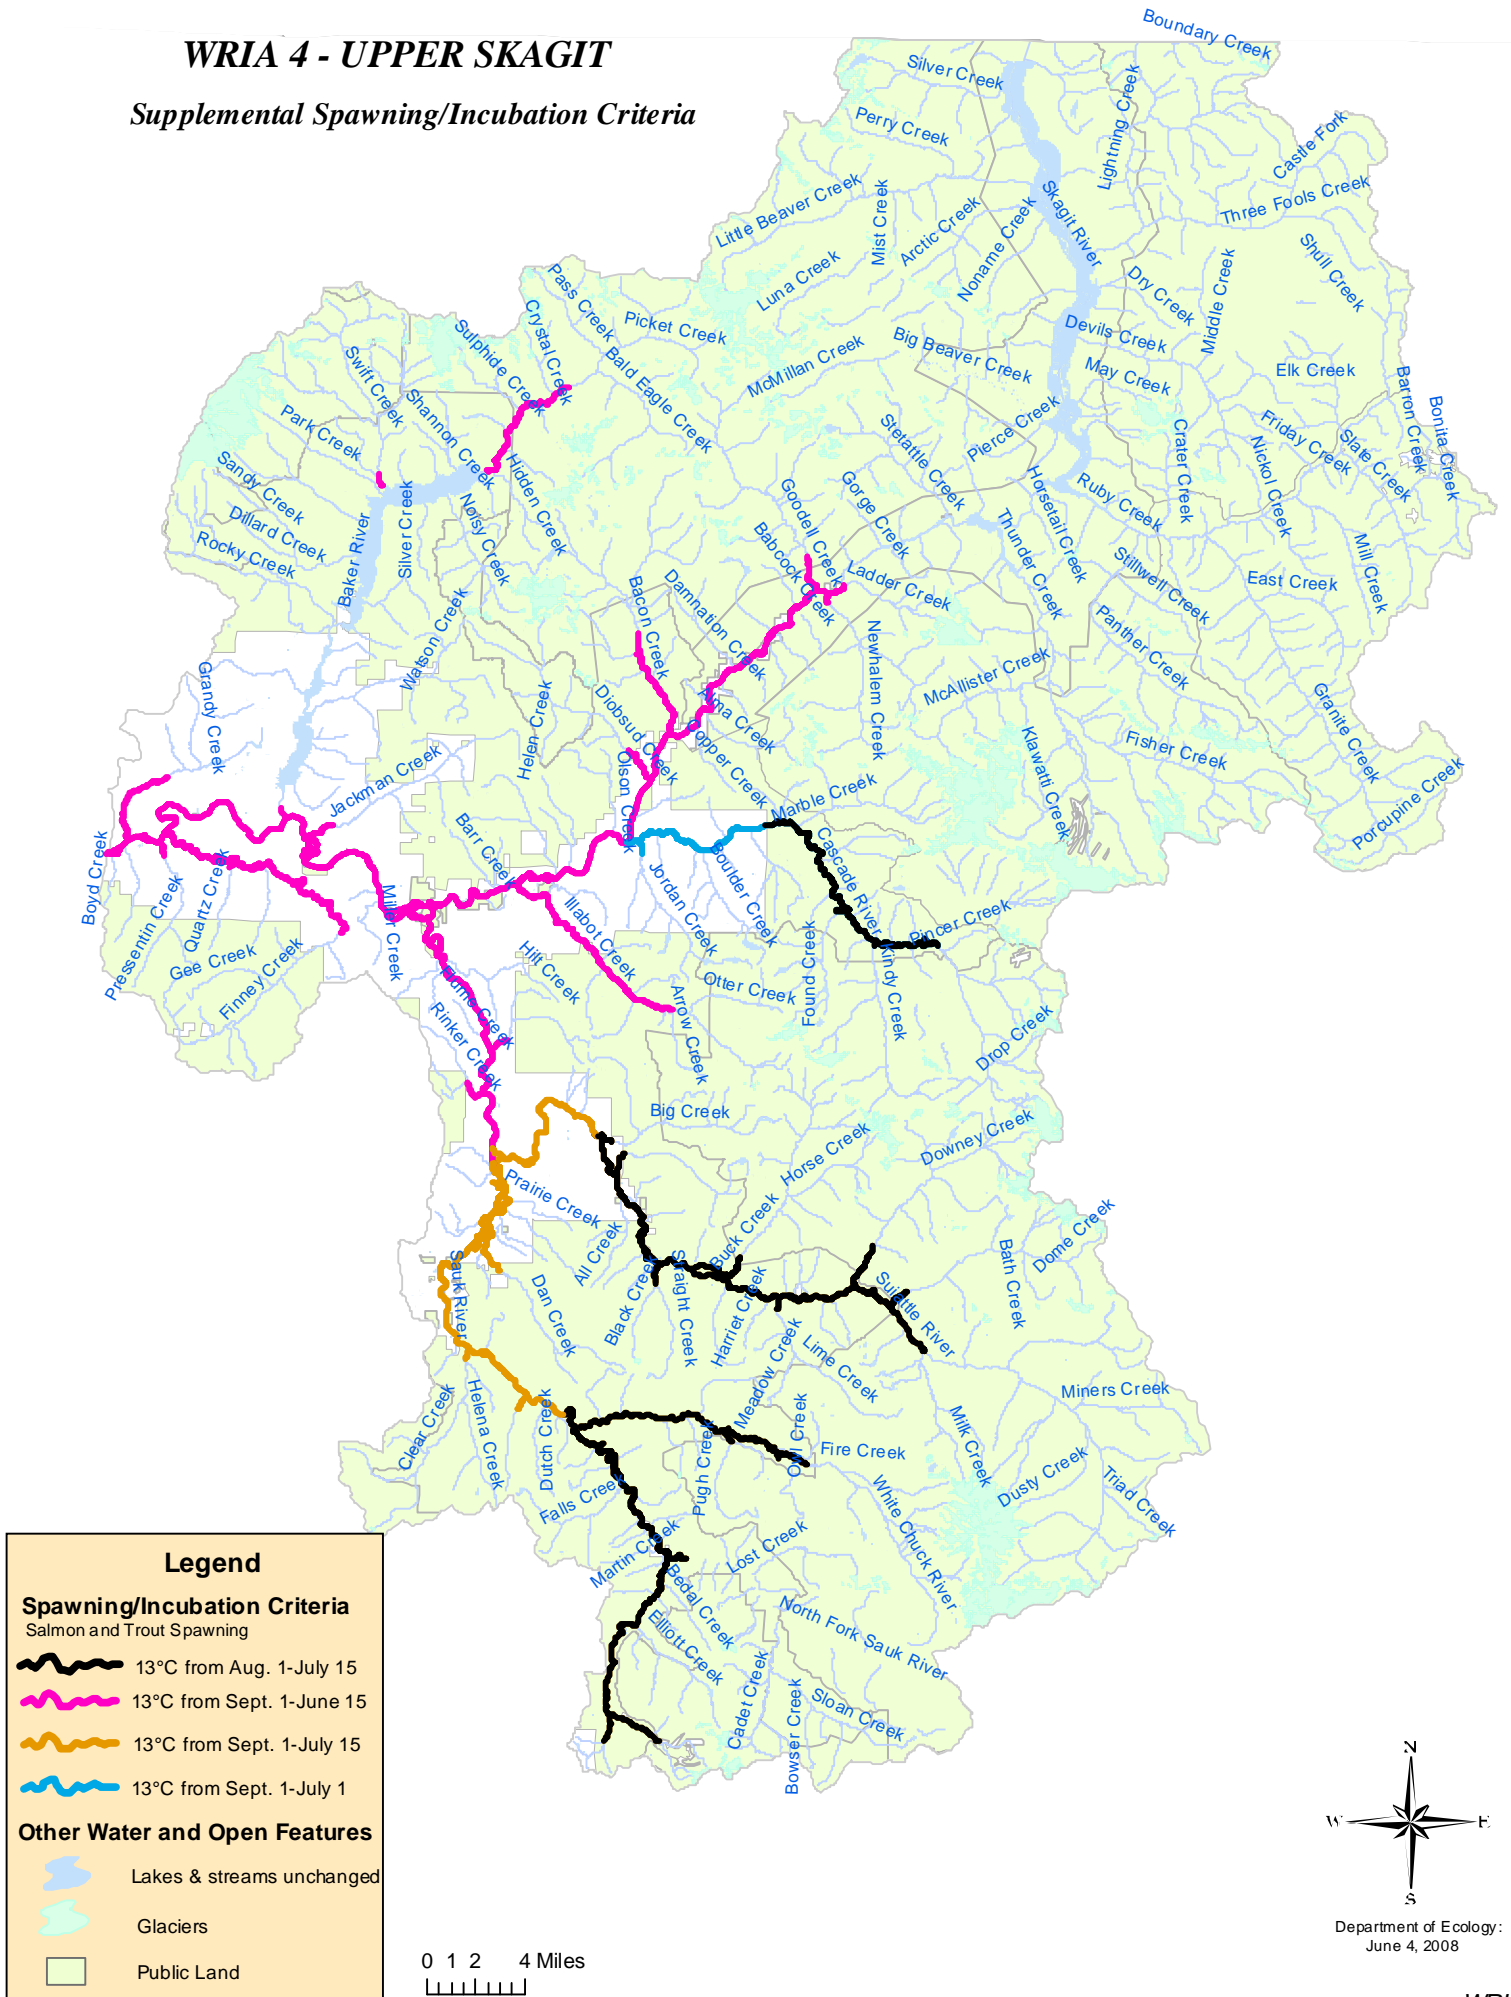 WRIA 4 - UPPER SKAGIT
Supplemental Spawning/Incubation Criteria
Boundary Creek
Silver Creek
Lightning Creek
Perry Creek
Castle Fork
Three Fools Creek
Little Beaver Creek
Mist Creek
Arctic Creek
Noname Creek
Skagit River
Shull Creek
Luna Creek
Dry Creek
Middle Creek
Pass Creek
Crystal Creek
Picket Creek
Sulphide Creek
Bald Eagle Creek
McMillan Creek
Big Beaver Creek
Devils Creek
May Creek
Elk Creek
Barron Creek
Bonita Creek
Swift Creek
Shannon Creek
Park Creek
Pierce Creek
Stetattle Creek
Crater Creek
Friday Creek
Slate Creek
Nickol Creek
Sandy Creek
Dillard Creek
Rocky Creek
Baker River
Silver Creek
Noisy Creek
Hidden Creek
Goodell Creek
Gorge Creek
Babcock Creek
Ladder Creek
Horsetail Creek
Ruby Creek
Thunder Creek
Stillwell Creek
East Creek
Mill Creek
Watson Creek
Bacon Creek
Damnation Creek
Newhalem Creek
McAllister Creek
Panther Creek
Grandy Creek
Helen Creek
Diobsud Creek
Alma Creek
Copper Creek
Olson Creek
Klawatti Creek
Fisher Creek
Granite Creek
Porcupine Creek
Jackman Creek
Marble Creek
Barr Creek
Boyd Creek
Pressentin Creek
Quartz Creek
Gee Creek
Finney Creek
Miller Creek
Illabot Creek
Jordan Creek
Boulder Creek
Cascade River
Pincer Creek
Hilt Creek
Otter Creek
Found Creek
Kindy Creek
Rinker Creek
Arrow Creek
Drop Creek
Big Creek
Horse Creek
Downey Creek
Prairie Creek
All Creek
Buck Creek
Dome Creek
Bath Creek
Sauk River
Dan Creek
Black Creek
Straight Creek
Harriet Creek
Suiattle River
Meadow Creek
Lime Creek
Miners Creek
Clear Creek
Helena Creek
Dutch Creek
Pugh Creek
Owl Creek
Fire Creek
Milk Creek
Dusty Creek
Triad Creek
Falls Creek
White Chuck River
Martin Creek
Lost Creek
Bedal Creek
Elliott Creek
North Fork Sauk River
Cadet Creek
Bowser Creek
Sloan Creek
Legend
Spawning/Incubation Criteria
Salmon and Trout Spawning
13°C from Aug. 1-July 15
13°C from Sept. 1-June 15
13°C from Sept. 1-July 15
13°C from Sept. 1-July 1
Other Water and Open Features
Lakes & streams unchanged
Glaciers
Public Land
0 1 2 4 Miles
N
W E
S
Department of Ecology:
June 4, 2008